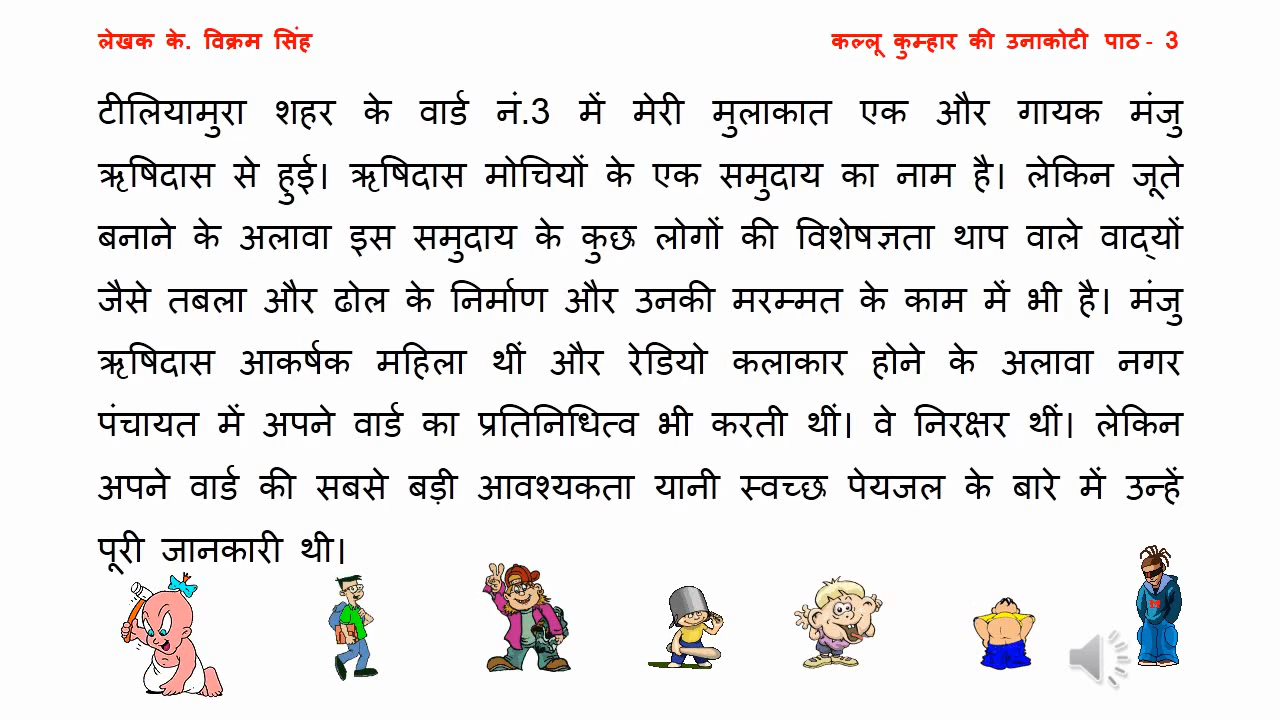 लेखक के. विक्रम सिंह
कल्लू कुम्हार की उनाकोटी पाठ - 3
टीलियामुरा शहर के वार्ड नं.3 में मेरी मुलाकात एक और गायक मंजु
ऋषिदास से हुई। ऋषिदास मोचियों के एक समुदाय का नाम है। लेकिन जूते
बनाने के अलावा इस समुदाय के कुछ लोगों की विशेषज्ञता थाप वाले वाद्‌यों
जैसे तबला और ढोल के निर्माण और उनकी मरम्मत के काम में भी है। मंजु
ऋषिदास आकर्षक महिला थीं और रेडियो कलाकार होने के अलावा नगर
पंचायत में अपने वार्ड का प्रतिनिधित्व भी करती थीं। वे निरक्षर थीं। लेकिन
अपने वार्ड की सबसे बड़ी आवश्यकता यानी स्वच्छ पेयजल के बारे में उन्हें
पूरी जानकारी थी।